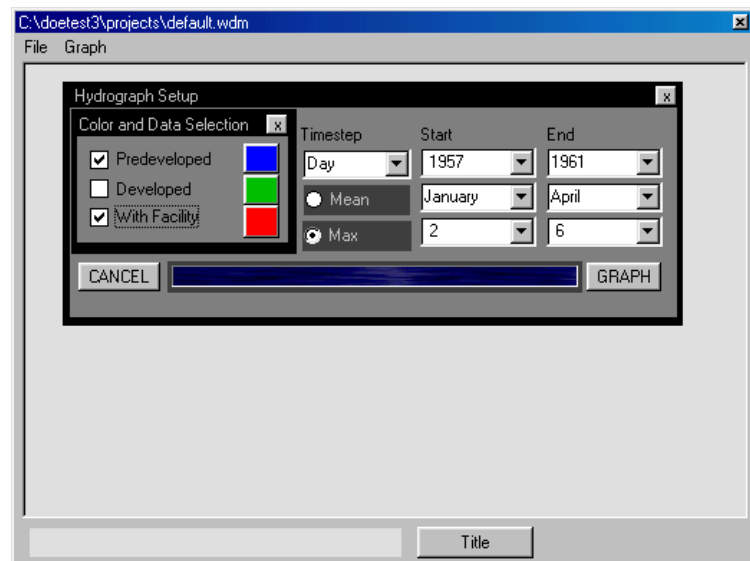 C:\doetest3\projects\default.wdm
File Graph
Hydrograph Setup
Color and Data Selection
Predeveloped
Developed
With Facility
Timestep
Day
Mean
Max
Start
1957
January
2
End
1961
April
6
CANCEL
GRAPH
Title